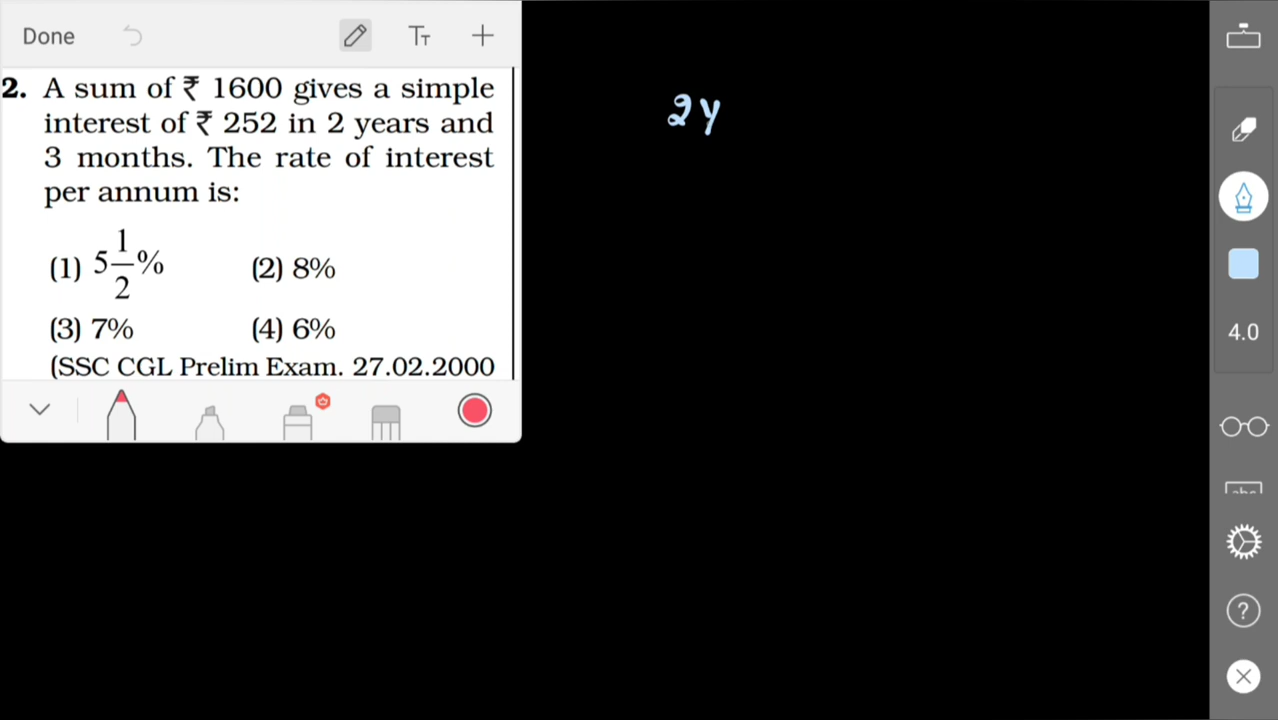 Done
Tт
2. A sum of ₹ 1600 gives a simple
interest of ₹ 252 in 2 years and
3 months. The rate of interest
per annum is:
(1) 5 1/2 % (2) 8%
(3) 7% (4) 6%
(SSC CGL Prelim Exam. 27.02.2000
2y
4.0
abc
?